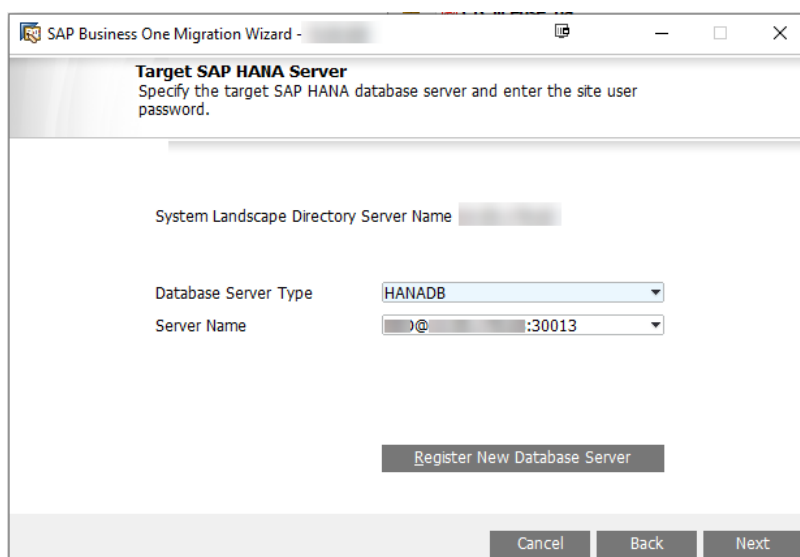 SAP Business One Migration Wizard -
Target SAP HANA Server
Specify the target SAP HANA database server and enter the site user
password.
System Landscape Directory Server Name
Database Server Type HANADB
Server Name @ :30013
Register New Database Server
Cancel Back Next